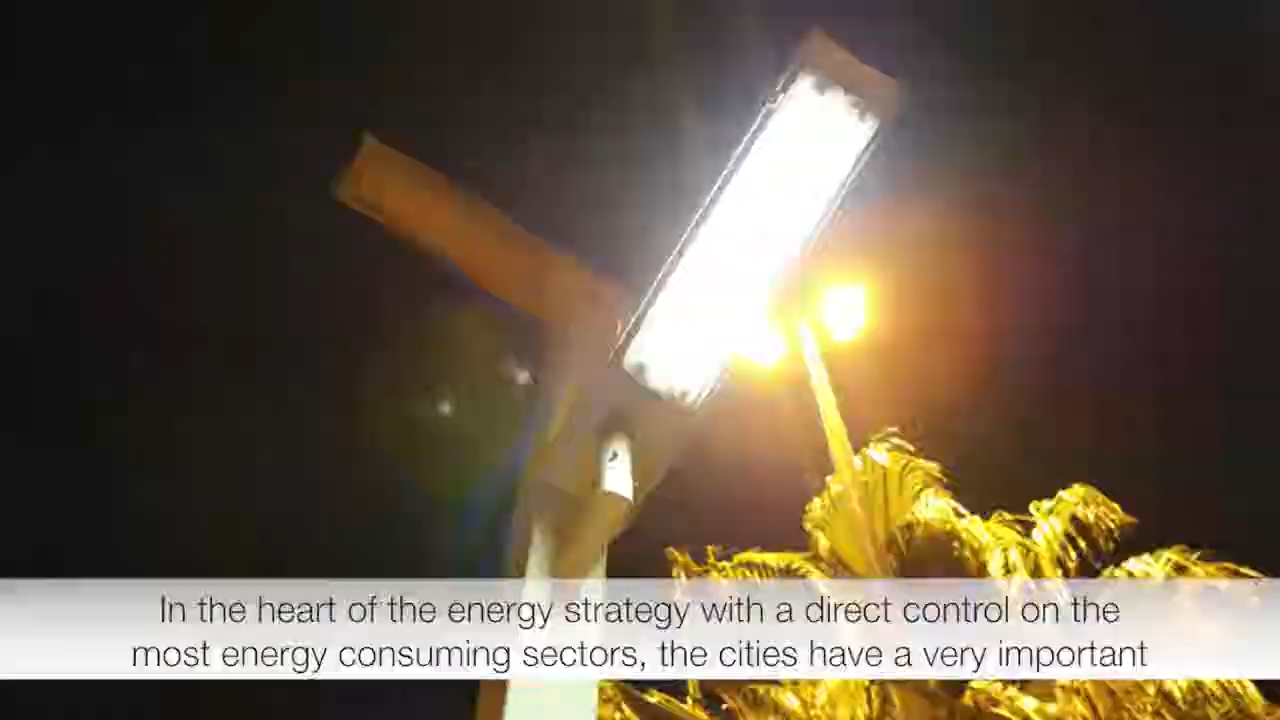 In the heart of the energy strategy with a direct control on the
most energy consuming sectors, the cities have a very important